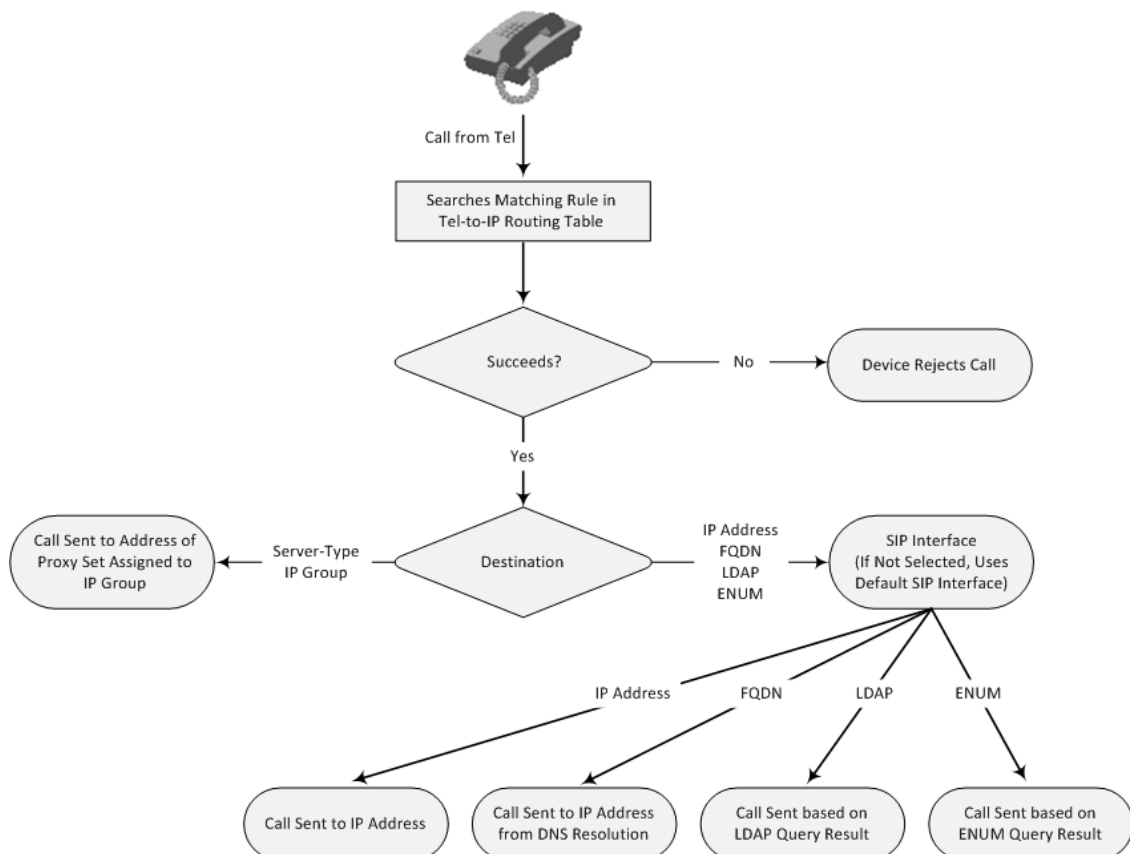 Call from Tel
Searches Matching Rule in
Tel-to-IP Routing Table
Succeeds?
No
Device Rejects Call
Yes
Call Sent to Address of
Proxy Set Assigned to
IP Group
Server-Type
IP Group
Destination
IP Address
FQDN
LDAP
ENUM
SIP Interface
(If Not Selected, Uses
Default SIP Interface)
IP Address
FQDN
LDAP
ENUM
Call Sent to IP Address
Call Sent to IP Address
from DNS Resolution
Call Sent based on
LDAP Query Result
Call Sent based on
ENUM Query Result